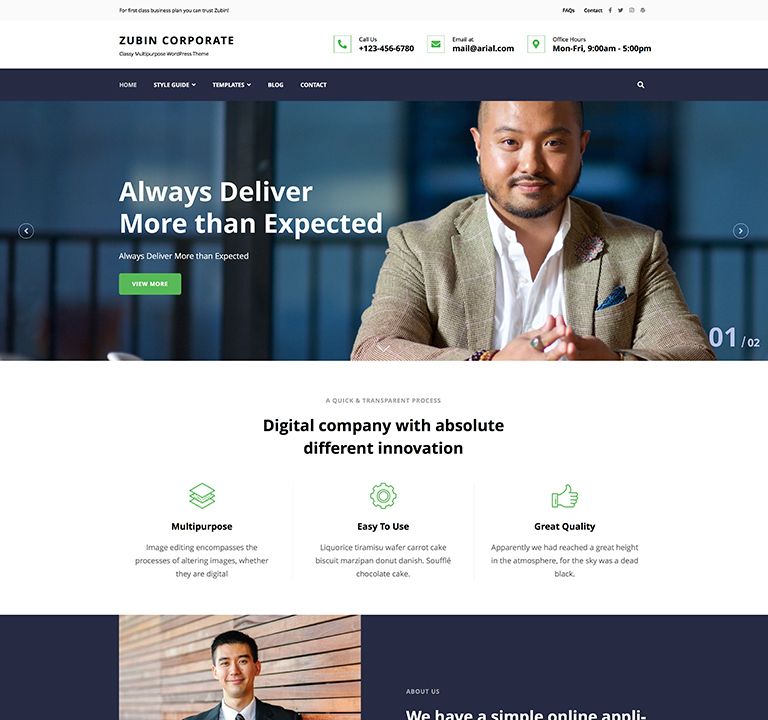 For first class business plan you can trust Zubin!
FAQs Contact
ZUBIN CORPORATE
Classy Multipurpose WordPress Theme
Call Us
+123-456-6780
Email at
mail@arial.com
Office Hours
Mon-Fri, 9:00am - 5:00pm
HOME STYLE GUIDE TEMPLATES BLOG CONTACT
Always Deliver
More than Expected
Always Deliver More than Expected
VIEW MORE
01 / 02
A QUICK & TRANSPARENT PROCESS
Digital company with absolute
different innovation
Multipurpose
Image editing encompasses the
processes of altering images, whether
they are digital
Easy To Use
Liquorice tiramisu wafer carrot cake
biscuit marzipan donut danish. Soufflé
chocolate cake.
Great Quality
Apparently we had reached a great height
in the atmosphere, for the sky was a dead
black.
ABOUT US
We have a simple online appli-